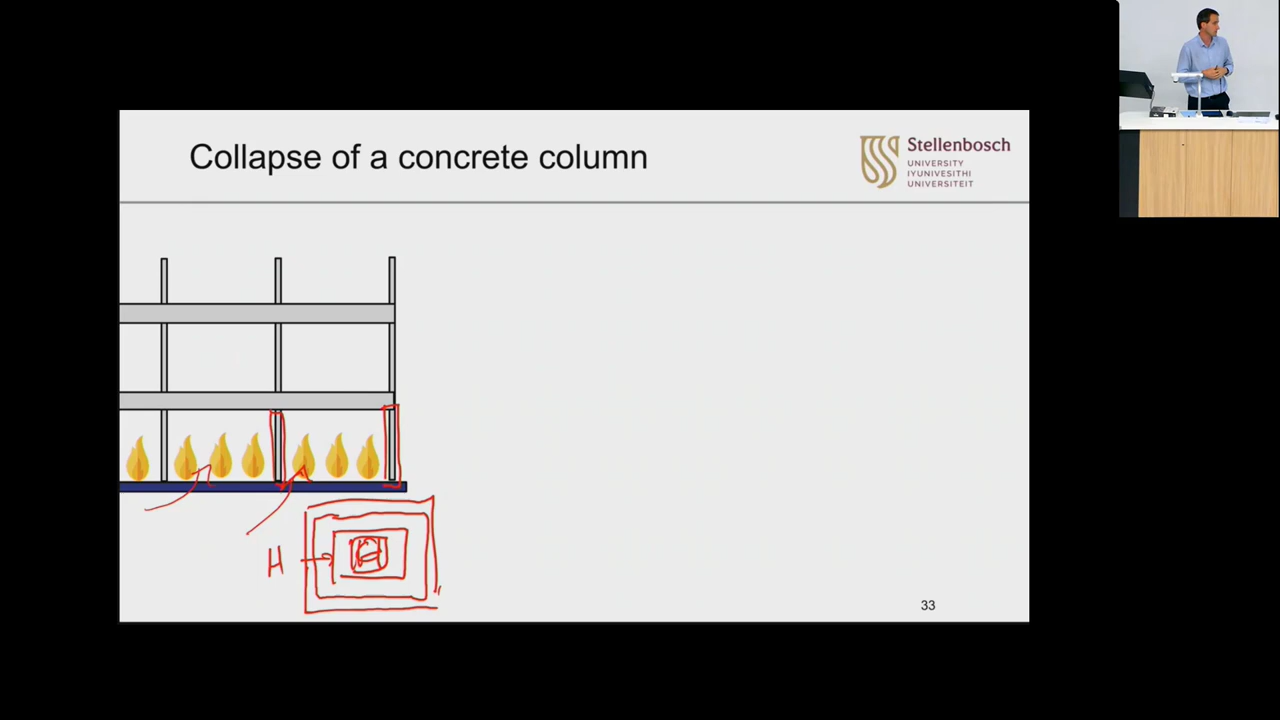 Collapse of a concrete column
Stellenbosch
UNIVERSITY
IYUNIVESITHI
UNIVERSITEIT
H
33